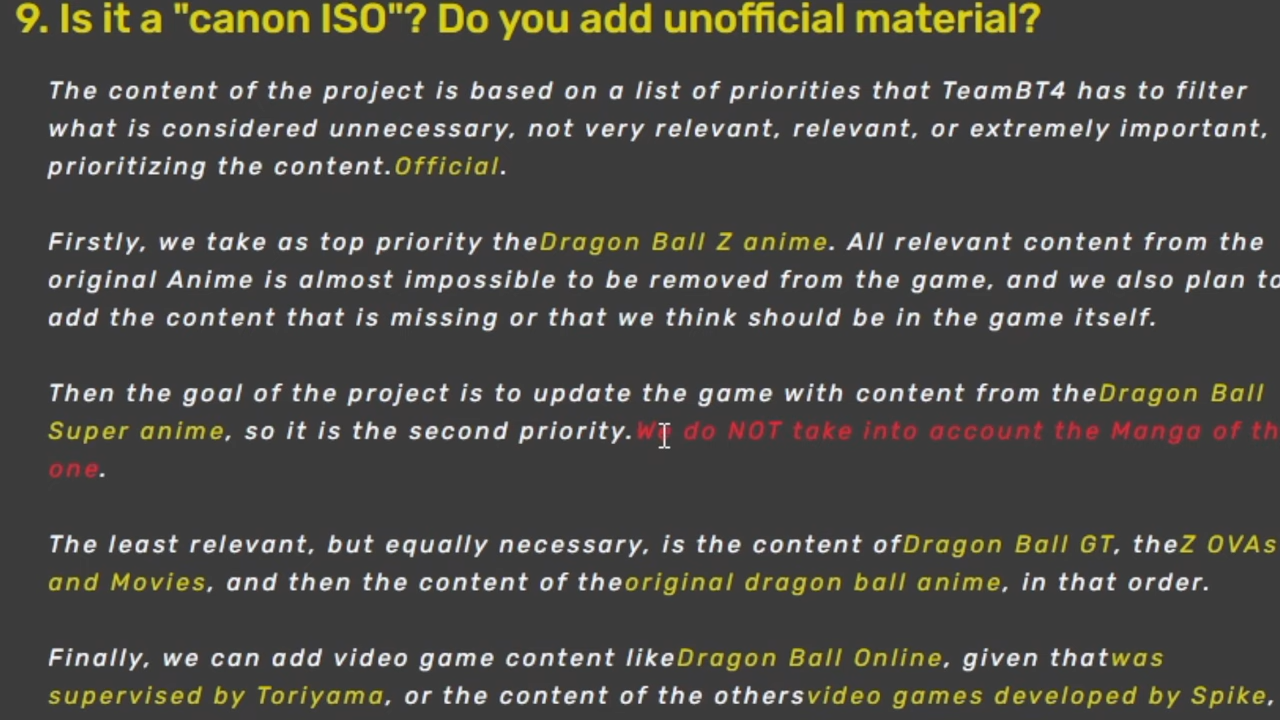 9. Is it a "canon ISO"? Do you add unofficial material?
The content of the project is based on a list of priorities that TeamBT4 has to filter
what is considered unnecessary, not very relevant, relevant, or extremely important,
prioritizing the content.Official.
Firstly, we take as top priority theDragon Ball Z anime. All relevant content from the
original Anime is almost impossible to be removed from the game, and we also plan to
add the content that is missing or that we think should be in the game itself.
Then the goal of the project is to update the game with content from theDragon Ball
Super anime, so it is the second priority.We do NOT take into account the Manga of th
one.
The least relevant, but equally necessary, is the content ofDragon Ball GT, theZ OVAs
and Movies, and then the content of theoriginal dragon ball anime, in that order.
Finally, we can add video game content likeDragon Ball Online, given thatwas
supervised by Toriyama, or the content of the othersvideo games developed by Spike,